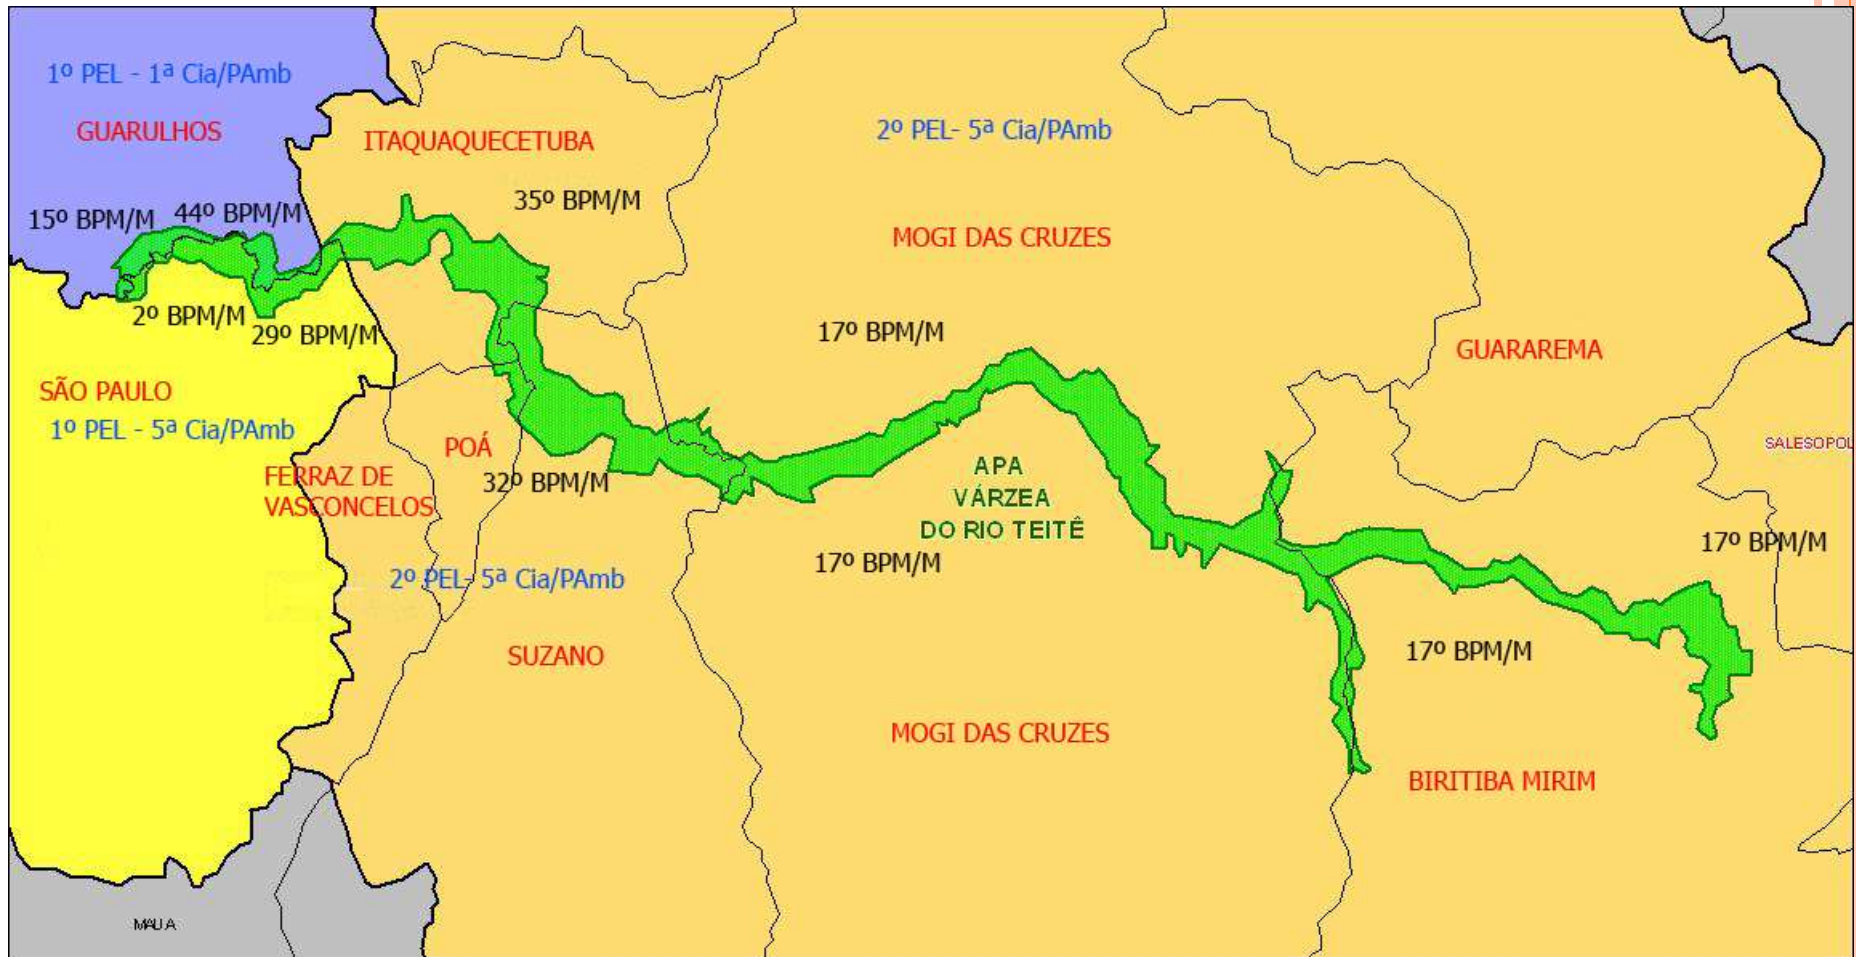 1º PEL - 1ª Cia/PAmb
GUARULHOS
ITAQUAQUECETUBA
2º PEL- 5ª Cia/PAmb
35º BPM/M
15º BPM/M
44º BPM/M
MOGI DAS CRUZES
2º BPM/M
29º BPM/M
17º BPM/M
GUARAREMA
SÃO PAULO
1º PEL - 5ª Cia/PAmb
POÁ
SALESOPOL
FERRAZ DE
VASCONCELOS
32º BPM/M
APA
VÁRZEA
DO RIO TEITÊ
17º BPM/M
17º BPM/M
2º PEL- 5ª Cia/PAmb
SUZANO
17º BPM/M
MOGI DAS CRUZES
BIRITIBA MIRIM
MAUA